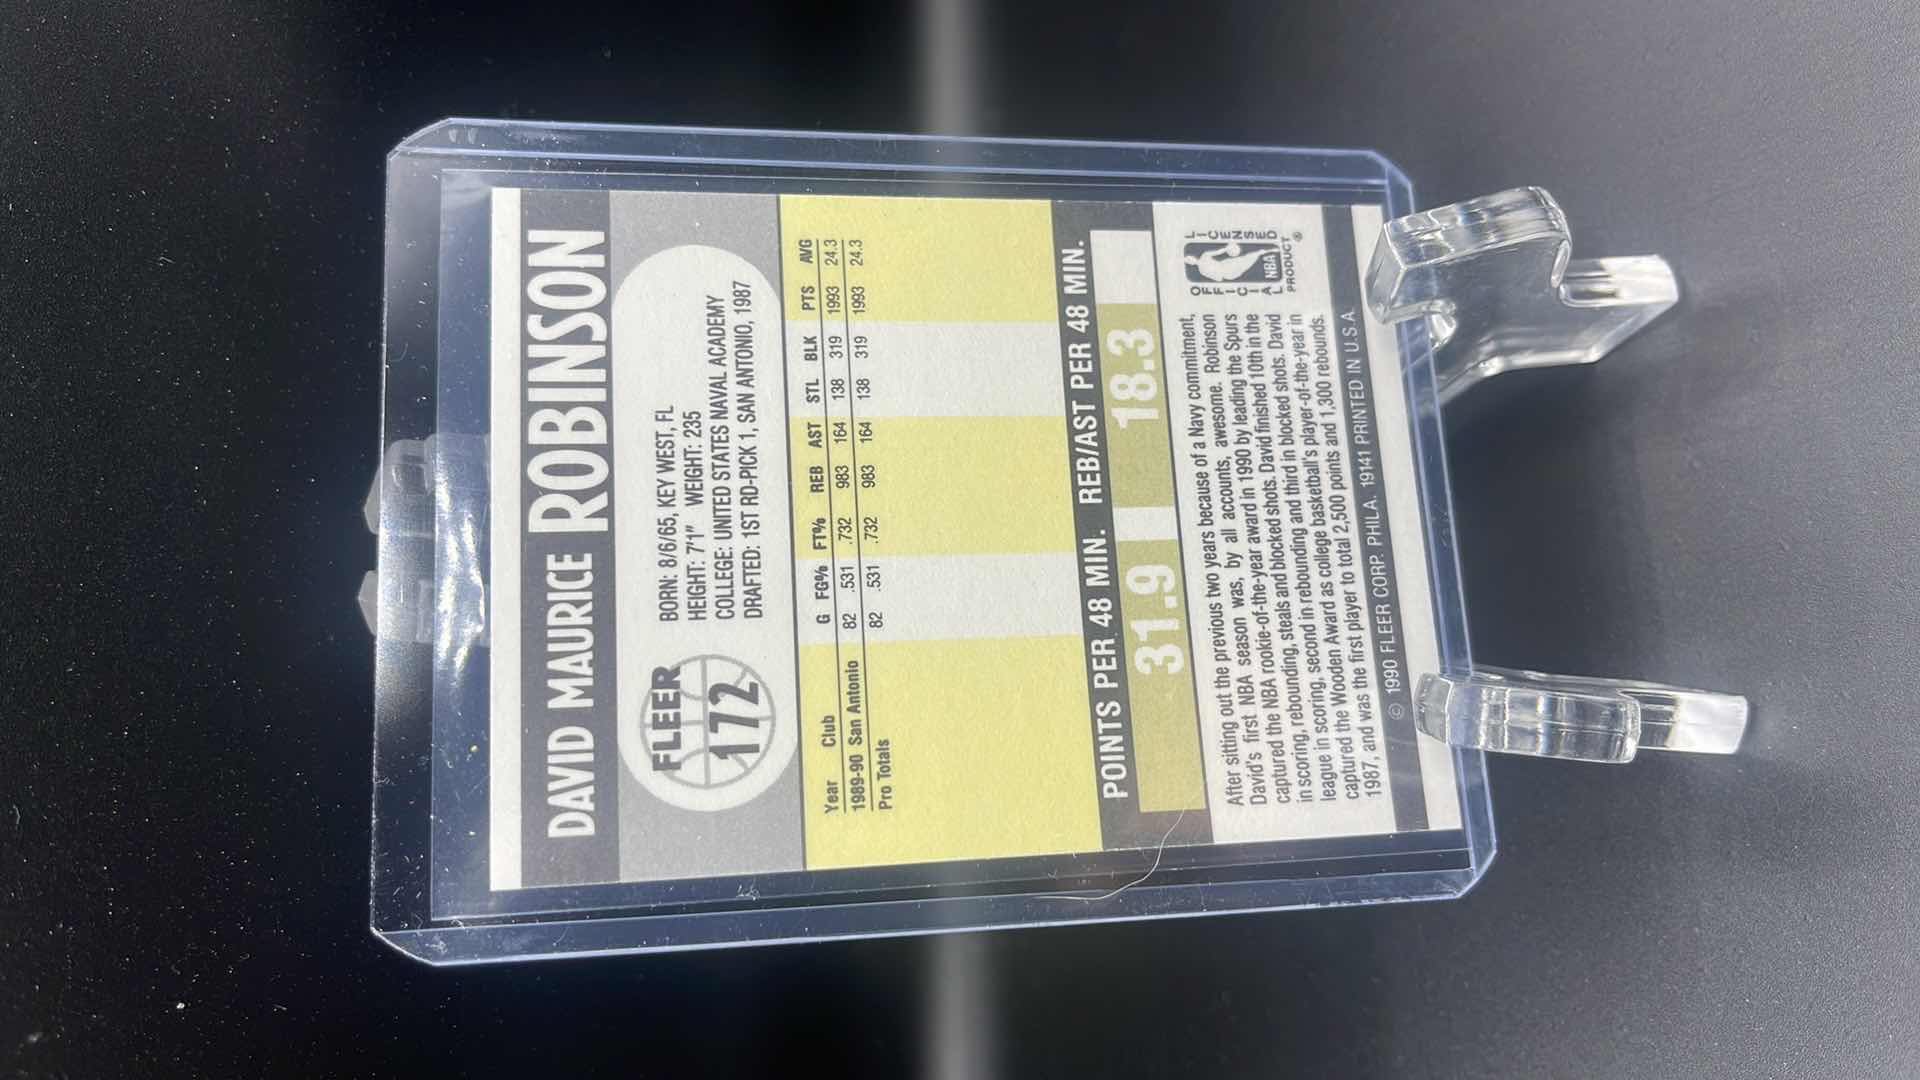 DAVID MAURICE ROBINSON
FLEER
172
BORN: 8/6/65, KEY WEST, FL
HEIGHT: 7'1" WEIGHT: 235
COLLEGE: UNITED STATES NAVAL ACADEMY
DRAFTED: 1ST RD-PICK 1, SAN ANTONIO, 1987
Year Club G FG% FT% REB AST STL BLK PTS AVG
1989-90 San Antonio 82 .531 .732 983 164 138 319 1993 24.3
Pro Totals 82 .531 .732 983 164 138 319 1993 24.3
POINTS PER 48 MIN. REB/AST PER 48 MIN.
31.9 18.3
After sitting out the previous two years because of a Navy commitment,
David's first NBA season was, by all accounts, awesome. Robinson
captured the NBA rookie-of-the-year award in 1990 by leading the Spurs
in scoring, rebounding, steals and blocked shots. David finished 10th in the
league in scoring, second in rebounding and third in blocked shots. David
captured the Wooden Award as college basketball's player-of-the-year in
1987, and was the first player to total 2,500 points and 1,300 rebounds.
OFFICIAL
NBA
LICENSED
PRODUCT ®
© 1990 FLEER CORP. PHILA. 19141 PRINTED IN U.S.A.